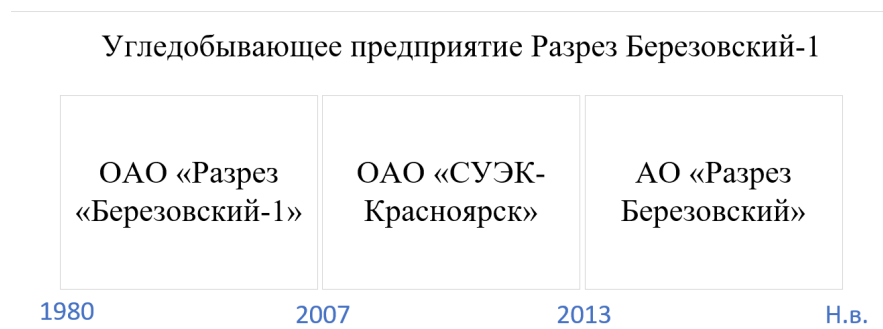 Угледобывающее предприятие Разрез Березовский-1
ОАО «Разрез
«Березовский-1»
ОАО «СУЭК-
Красноярск»
АО «Разрез
Березовский»
1980
2007
2013
Н.в.